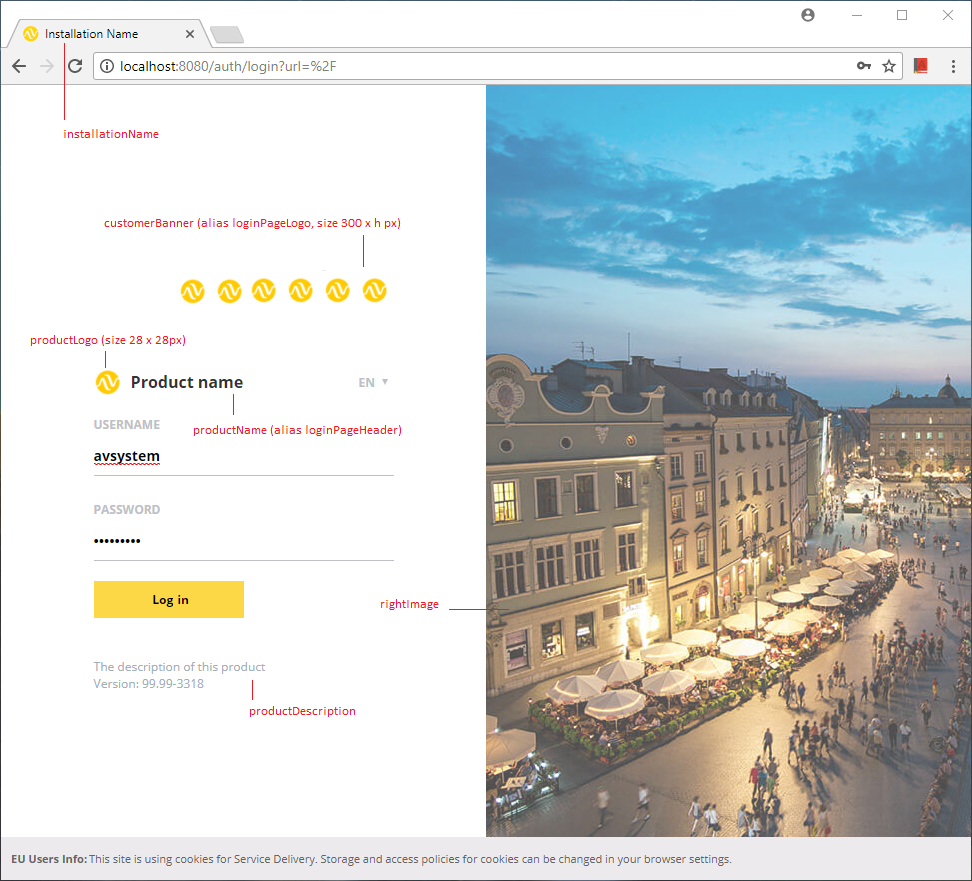 Installation Name
localhost:8080/auth/login?url=%2F
installationName
customerBanner (alias loginPageLogo, size 300 x h px)
productLogo (size 28 x 28px)
Product name
EN
USERNAME
productName (alias loginPageHeader)
avsystem
PASSWORD
•••••••••
Log in
rightImage
The description of this product
Version: 99.99-3318
productDescription
EU Users Info: This site is using cookies for Service Delivery. Storage and access policies for cookies can be changed in your browser settings.